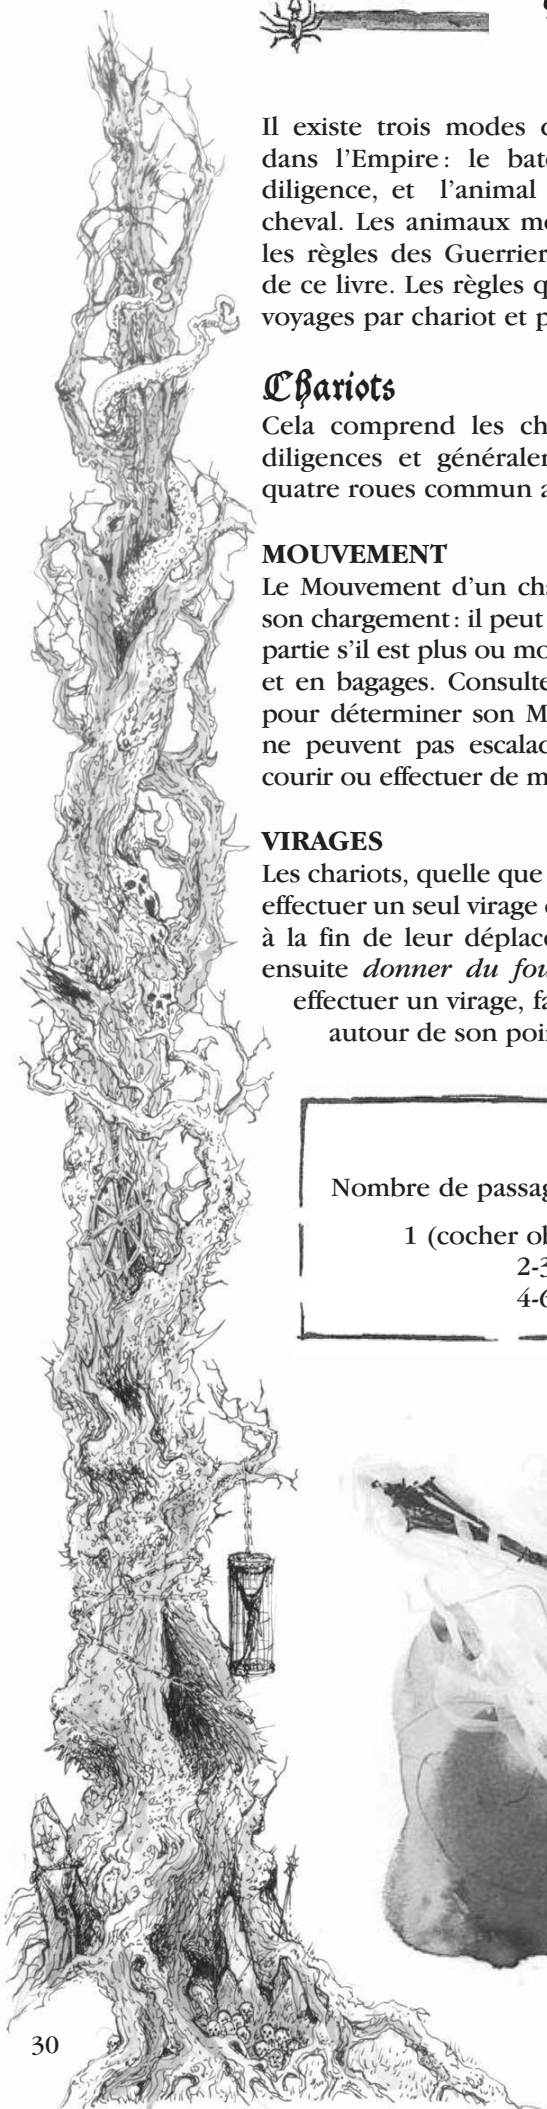 Il existe trois modes d
dans l'Empire : le bate
diligence, et l'animal
cheval. Les animaux mo
les règles des Guerrier
de ce livre. Les règles q
voyages par chariot et p
Chariots
Cela comprend les cha
diligences et générale
quatre roues commun a
MOUVEMENT
Le Mouvement d'un cha
son chargement : il peut
partie s'il est plus ou mo
et en bagages. Consulte
pour déterminer son M
ne peuvent pas escalad
courir ou effectuer de m
VIRAGES
Les chariots, quelle que
effectuer un seul virage
à la fin de leur déplace
ensuite donner du fou
effectuer un virage, fa
autour de son poi
Nombre de passag
1 (cocher ob
2-3
4-6
30